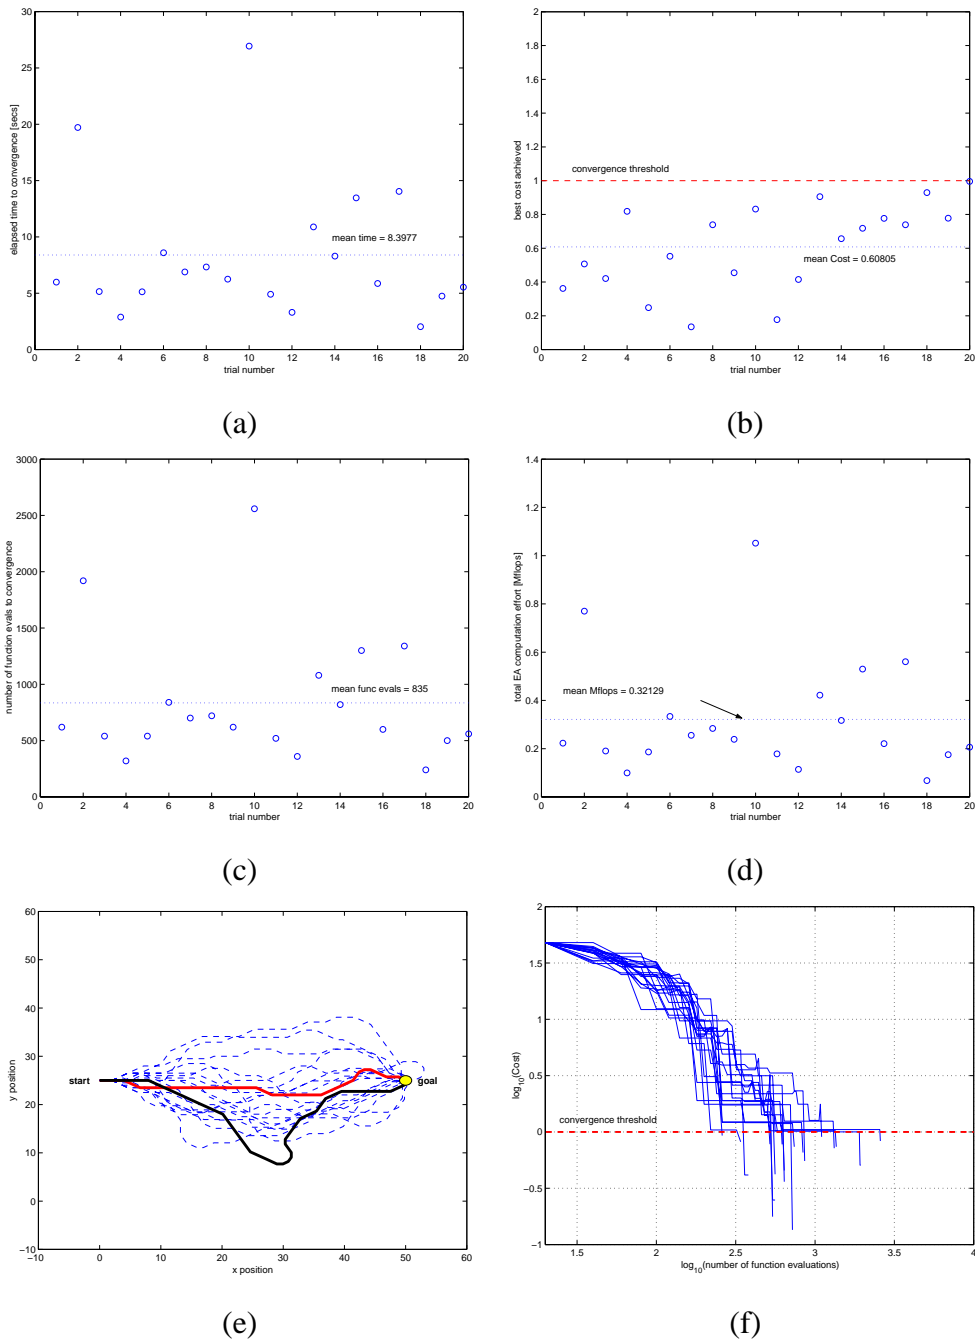 30
25
20
15
10
5
0
0 2 4 6 8 10 12 14 16 18 20
elapsed time to convergence [secs]
mean time = 8.3977
trial number
(a)
2
1.8
1.6
1.4
1.2
1
0.8
0.6
0.4
0.2
0
0 2 4 6 8 10 12 14 16 18 20
best cost achieved
convergence threshold
mean Cost = 0.60805
trial number
(b)
3000
2500
2000
1500
1000
500
0
0 2 4 6 8 10 12 14 16 18 20
number of function evals to convergence
mean func evals = 835
trial number
(c)
1.4
1.2
1
0.8
0.6
0.4
0.2
0
0 2 4 6 8 10 12 14 16 18 20
total EA computation effort [Mflops]
mean Mflops = 0.32129
trial number
(d)
60
50
40
30
20
10
0
−10
−10 0 10 20 30 40 50 60
y position
start
goal
x position
(e)
2
1.5
1
0.5
0
−0.5
−1
1.5 2 2.5 3 3.5 4
log10(Cost)
convergence threshold
log10(number of function evaluations)
(f)